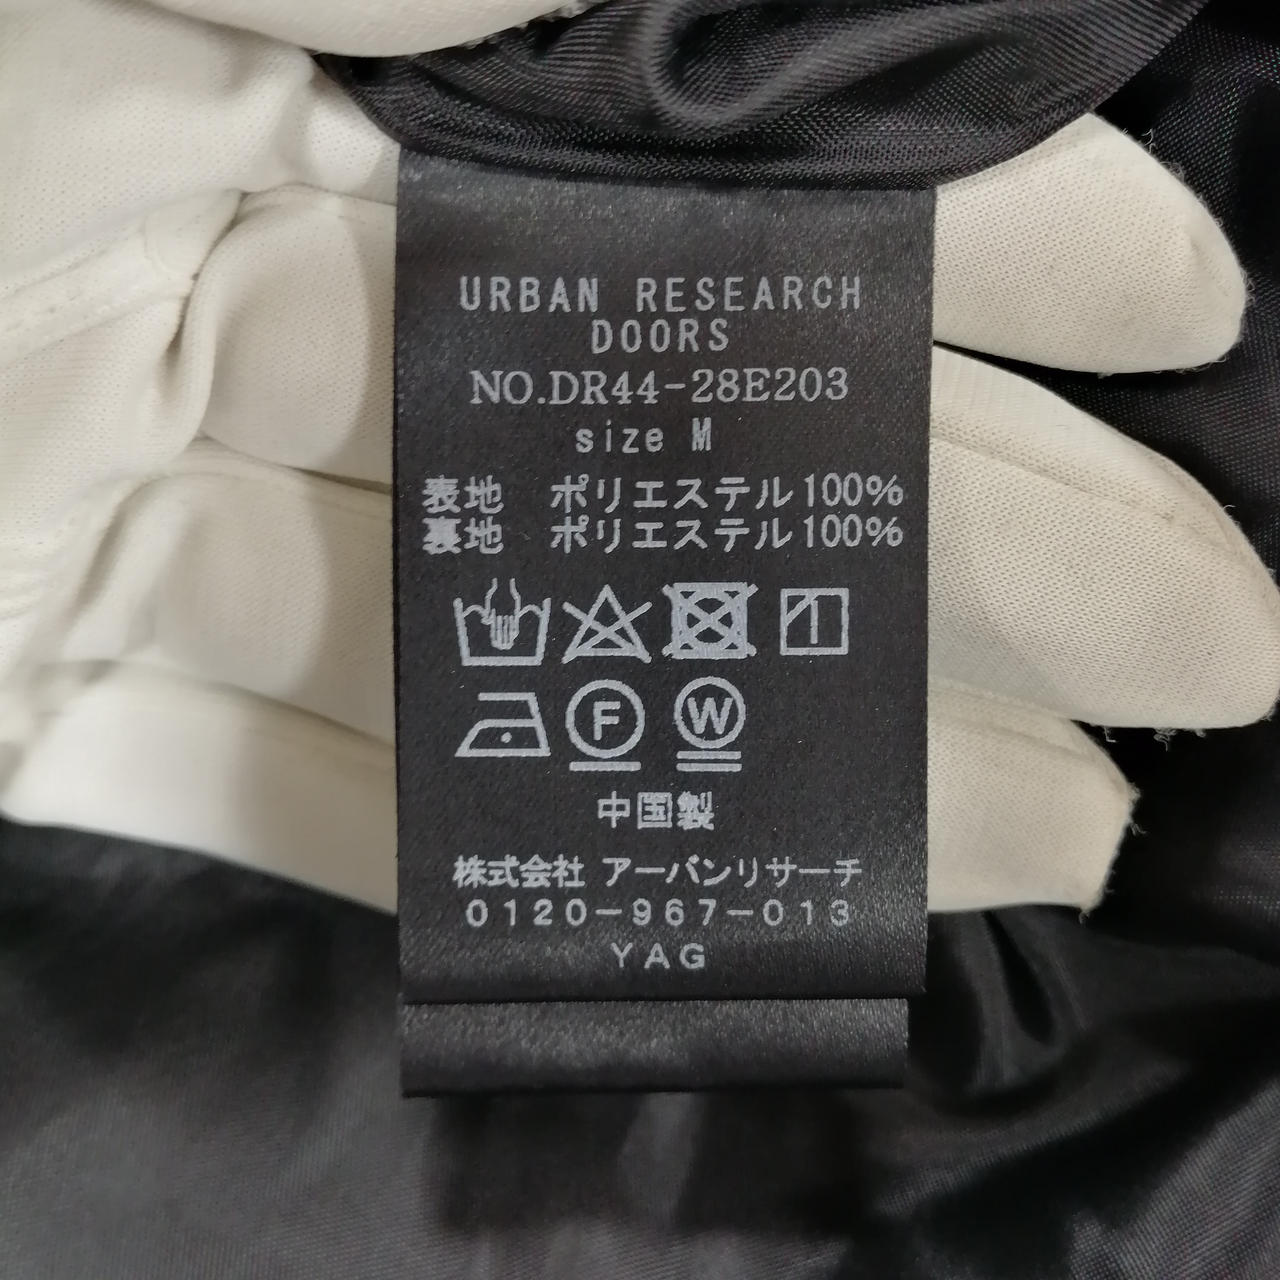 URBAN RESEARCH
DOORS
NO.DR44-28E203
size M
表地 ポリエステル100%
裏地 ポリエステル100%
F W
中国製
株式会社 アーバンリサーチ
0120-967-013
YAG